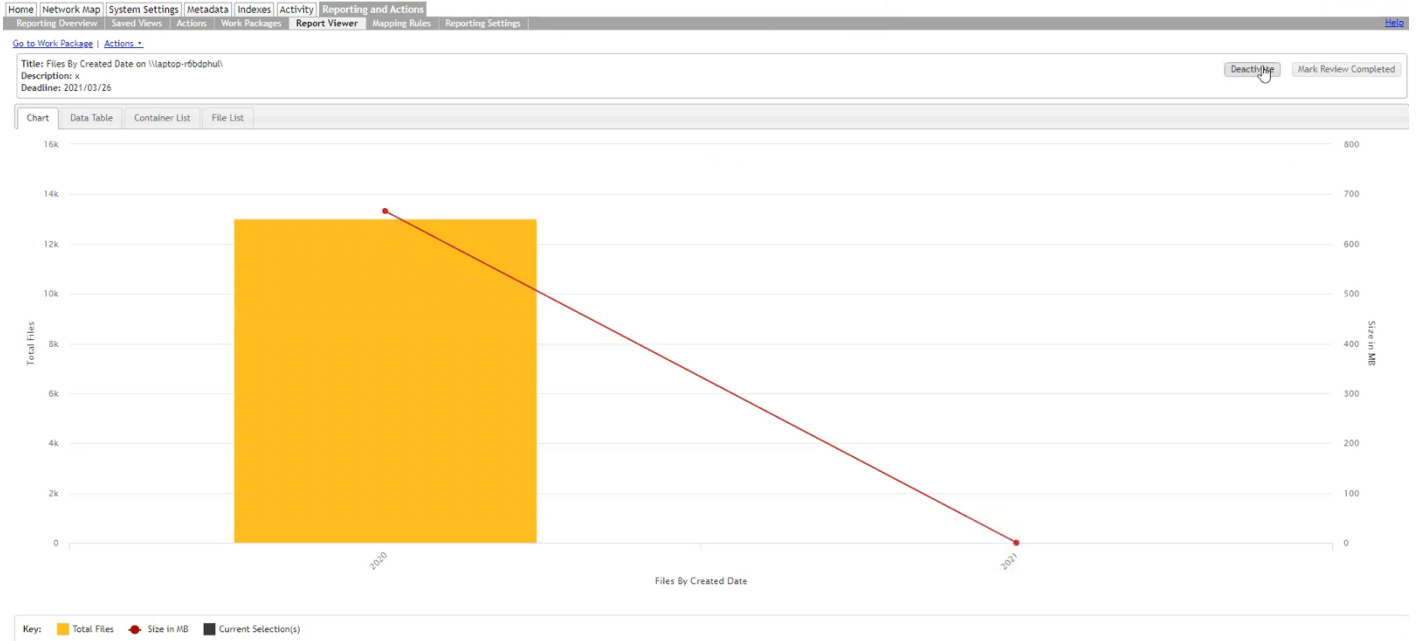 Home Network Map System Settings Metadata Indexes Activity Reporting and Actions
Reporting Overview Saved Views Actions Work Packages Report Viewer Mapping Rules Reporting Settings Help
Go to Work Package | Actions
Title: Files By Created Date on \\laptop-r6bdphul\
Description: x
Deadline: 2021/03/26
Deactivate Mark Review Completed
Chart Data Table Container List File List
16k 800
14k 700
12k 600
10k 500
Total Files
Size in MB
8k 400
6k 300
4k 200
2k 100
0 0
2020 2021
Files By Created Date
Key: Total Files Size in MB Current Selection(s)